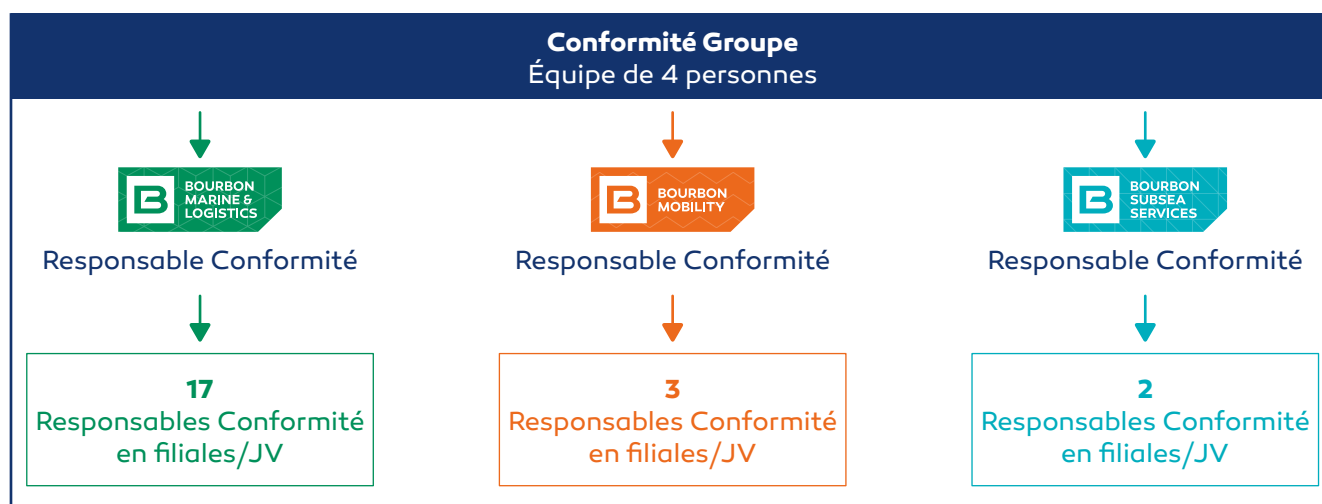 Conformité Groupe
Équipe de 4 personnes
BOURBON
MARINE &
LOGISTICS
Responsable Conformité
17
Responsables Conformité
en filiales/JV
BOURBON
MOBILITY
Responsable Conformité
3
Responsables Conformité
en filiales/JV
BOURBON
SUBSEA
SERVICES
Responsable Conformité
2
Responsables Conformité
en filiales/JV